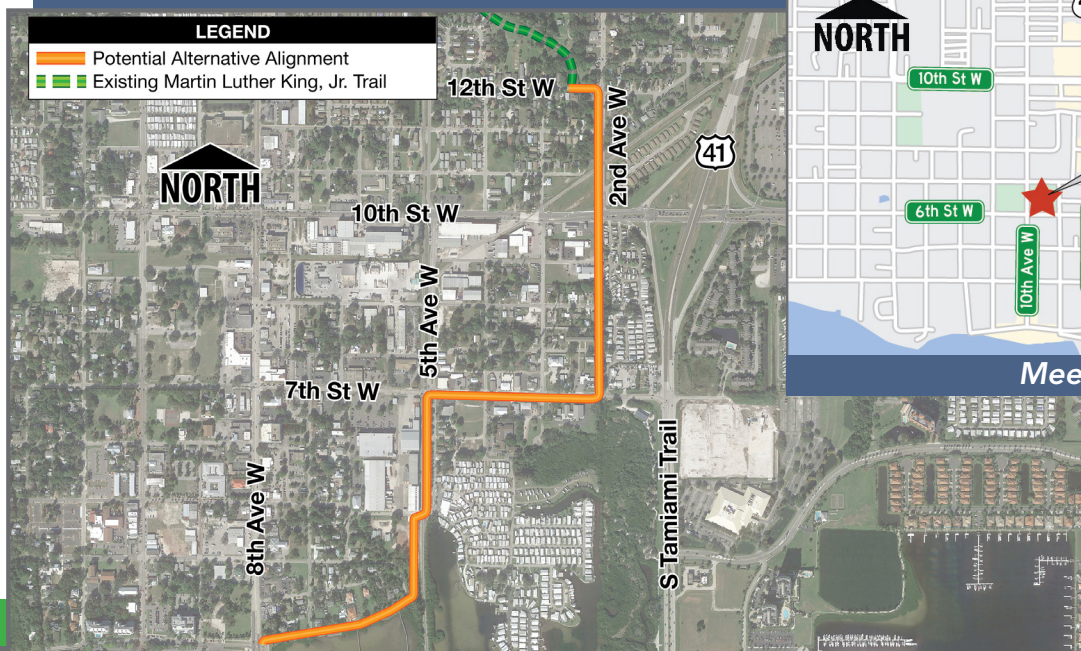 LEGEND
Potential Alternative Alignment
Existing Martin Luther King, Jr. Trail
NORTH
12th St W
2nd Ave W
41
10th St W
5th Ave W
7th St W
8th Ave W
S Tamiami Trail
NORTH
10th St W
6th St W
10th Ave W
Mee